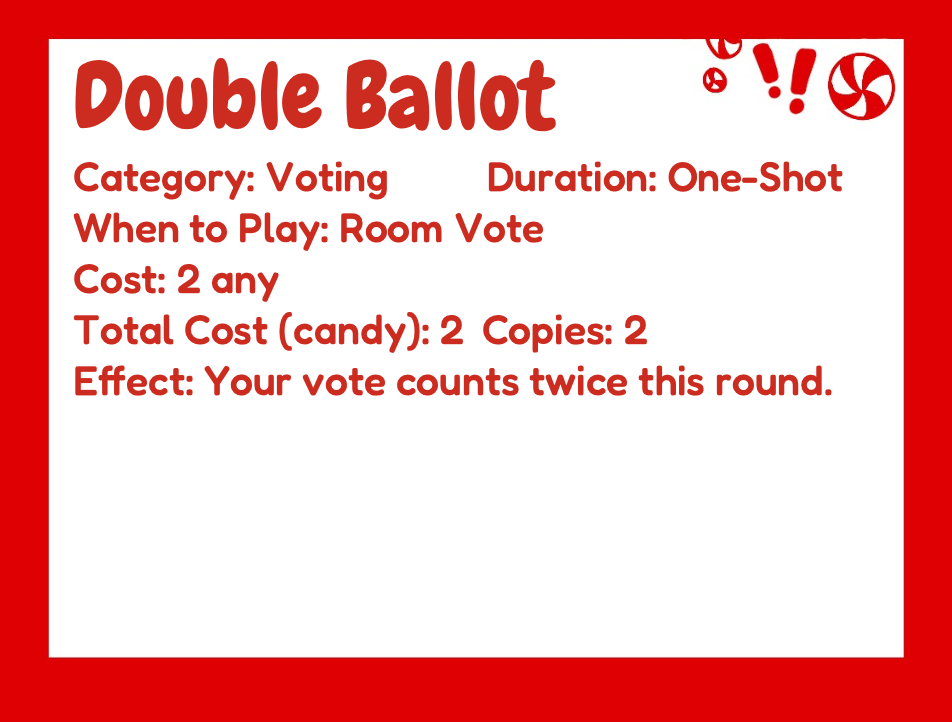 Double Ballot
Category: Voting Duration: One-Shot
When to Play: Room Vote
Cost: 2 any
Total Cost (candy): 2 Copies: 2
Effect: Your vote counts twice this round.